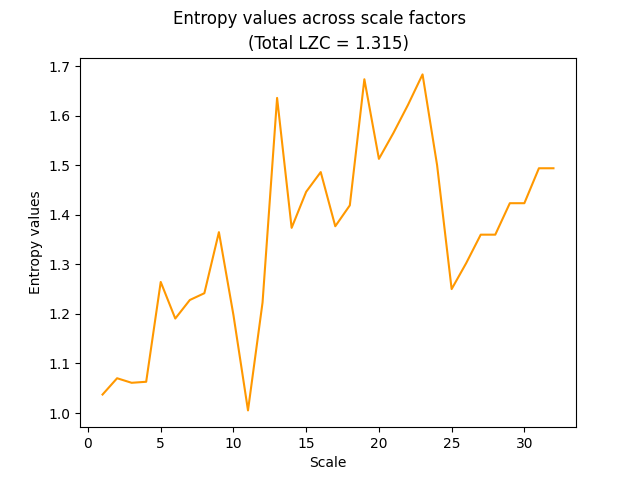 Entropy values across scale factors
(Total LZC = 1.315)
1.7
1.6
1.5
1.4
1.3
1.2
1.1
1.0
Entropy values
0 5 10 15 20 25 30
Scale